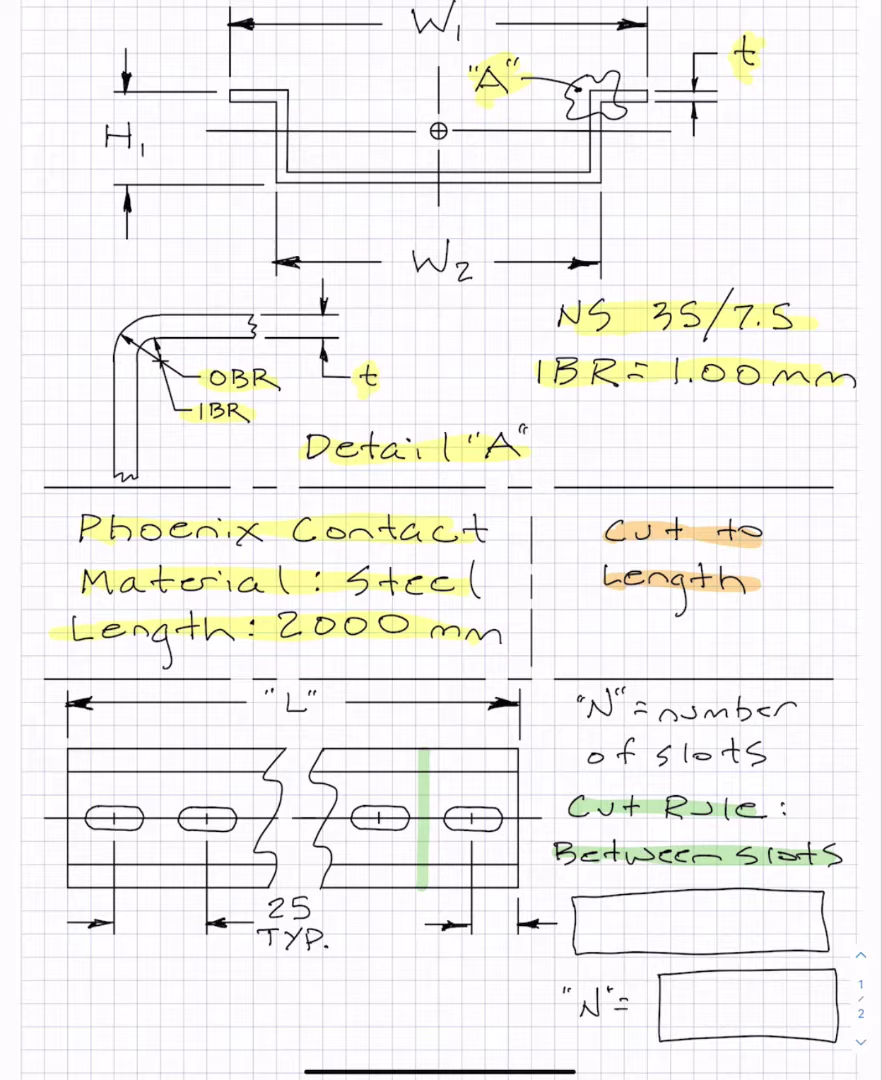 W1
"A"
t
H1
W2
NS 35/7.5
IBR = 1.00mm
OBR
t
IBR
Detail "A"
Phoenix Contact
Material: Steel
Length: 2000 mm
Cut to
Length
"L"
"N" = number
of slots
Cut Rule:
Between slots
25
TYP.
"N" =
1
/
2